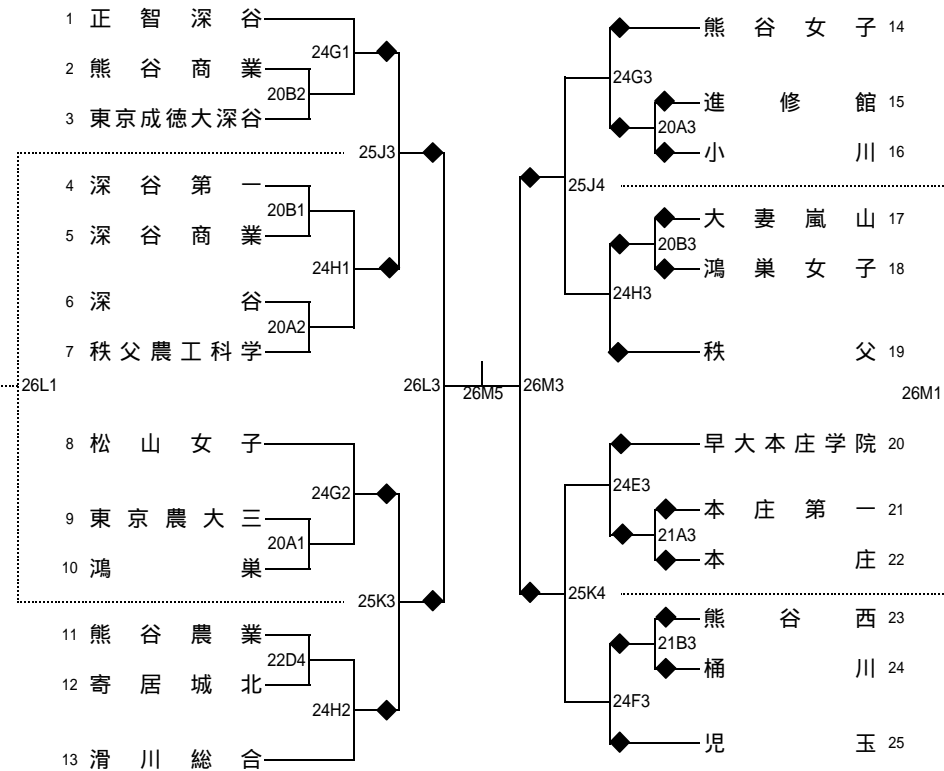 1 正智深谷
24G1
2 熊谷商業
20B2
3 東京成徳大深谷
25J3
4 深谷第一
20B1
5 深谷商業
24H1
6 深谷
20A2
7 秩父農工科学
26L1
26L3
8 松山女子
24G2
9 東京農大三
20A1
10 鴻巣
25K3
11 熊谷農業
22D4
12 寄居城北
24H2
13 滑川総合
26M5
熊谷女子 14
24G3
進修館 15
20A3
小川 16
25J4
大妻嵐山 17
20B3
鴻巣女子 18
24H3
秩父 19
26M3
26M1
早大本庄学院 20
24E3
本庄第一 21
21A3
本庄 22
25K4
熊谷西 23
21B3
桶川 24
24F3
児玉 25